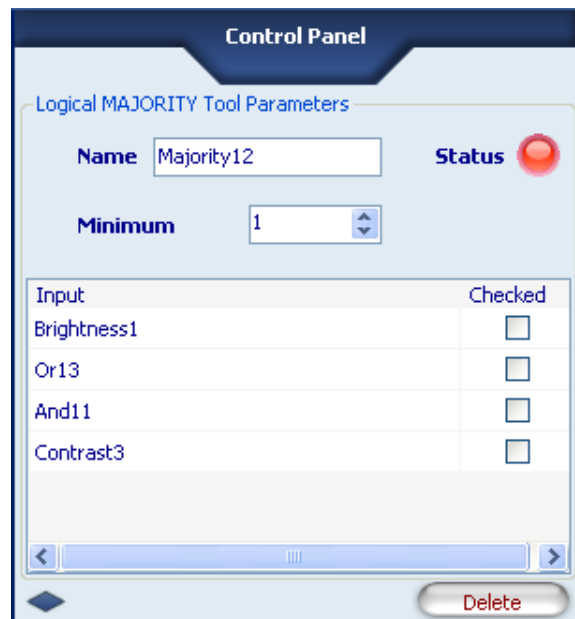 Control Panel
Logical MAJORITY Tool Parameters
Name Majority12 Status
Minimum 1
Input Checked
Brightness1
Or13
And11
Contrast3
Delete